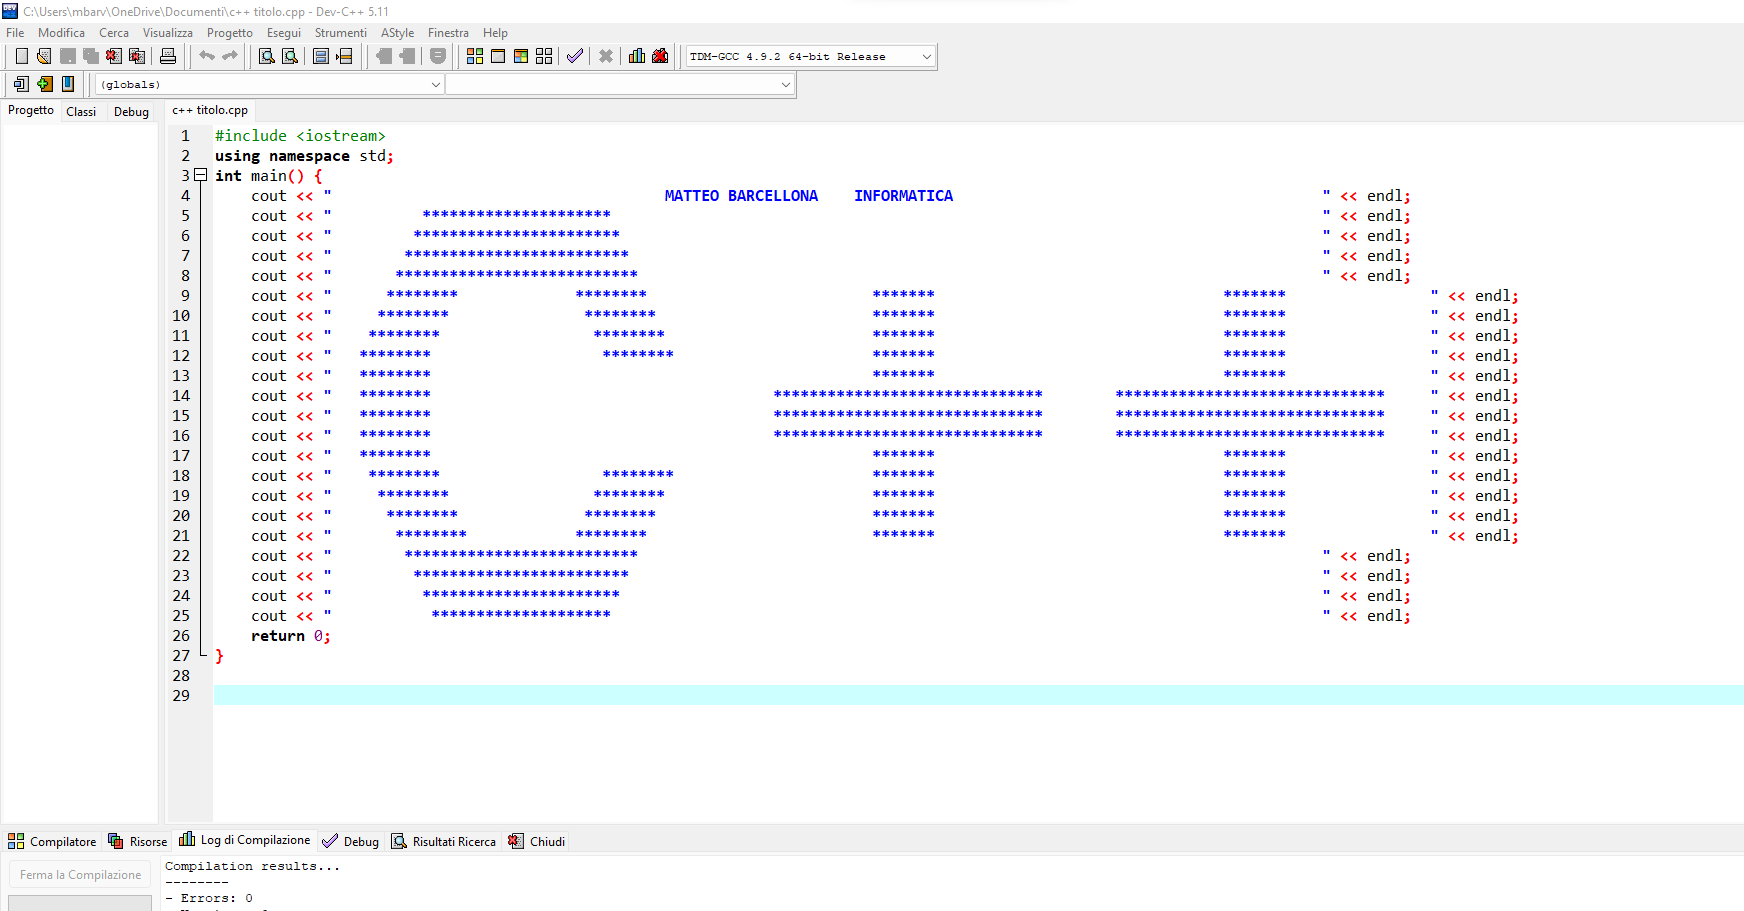 C:\Users\mbarv\OneDrive\Documenti\c++ titolo.cpp - Dev-C++ 5.11
File Modifica Cerca Visualizza Progetto Esegui Strumenti AStyle Finestra Help
TDM-GCC 4.9.2 64-bit Release
(globals)
Progetto Classi Debug c++ titolo.cpp
1 #include <iostream>
2 using namespace std;
3 int main() {
4 cout << " MATTEO BARCELLONA INFORMATICA " << endl;
5 cout << " ********************* " << endl;
6 cout << " *********************** " << endl;
7 cout << " ************************* " << endl;
8 cout << " *************************** " << endl;
9 cout << " ******** ******** ******* ******* " << endl;
10 cout << " ******** ******** ******* ******* " << endl;
11 cout << " ******** ******** ******* ******* " << endl;
12 cout << " ******** ******** ******* ******* " << endl;
13 cout << " ******** ******* ******* " << endl;
14 cout << " ******** ****************************** ****************************** " << endl;
15 cout << " ******** ****************************** ****************************** " << endl;
16 cout << " ******** ****************************** ****************************** " << endl;
17 cout << " ******** ******* ******* " << endl;
18 cout << " ******** ******** ******* ******* " << endl;
19 cout << " ******** ******** ******* ******* " << endl;
20 cout << " ******** ******** ******* ******* " << endl;
21 cout << " ******** ******** ******* ******* " << endl;
22 cout << " ************************** " << endl;
23 cout << " ************************ " << endl;
24 cout << " ********************** " << endl;
25 cout << " ******************** " << endl;
26 return 0;
27 }
28
29
Compilatore Risorse Log di Compilazione Debug Risultati Ricerca Chiudi
Ferma la Compilazione
Compilation results...
--------
- Errors: 0